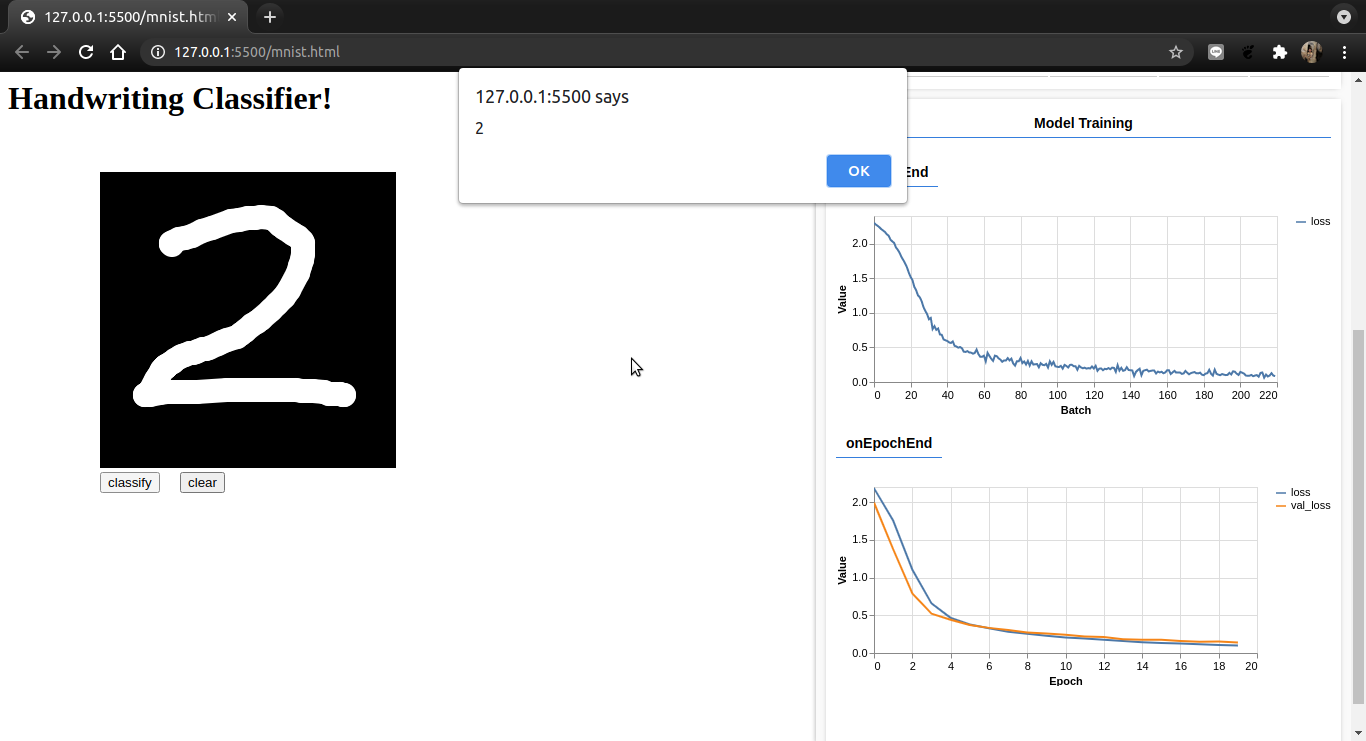 127.0.0.1:5500/mnist.htm
127.0.0.1:5500/mnist.html
Handwriting Classifier!
127.0.0.1:5500 says
2
OK
2
classify
clear
Model Training
End
loss
2.0
1.5
1.0
0.5
0.0
Value
0 20 40 60 80 100 120 140 160 180 200 220
Batch
onEpochEnd
loss
val_loss
2.0
1.5
1.0
0.5
0.0
Value
0 2 4 6 8 10 12 14 16 18 20
Epoch